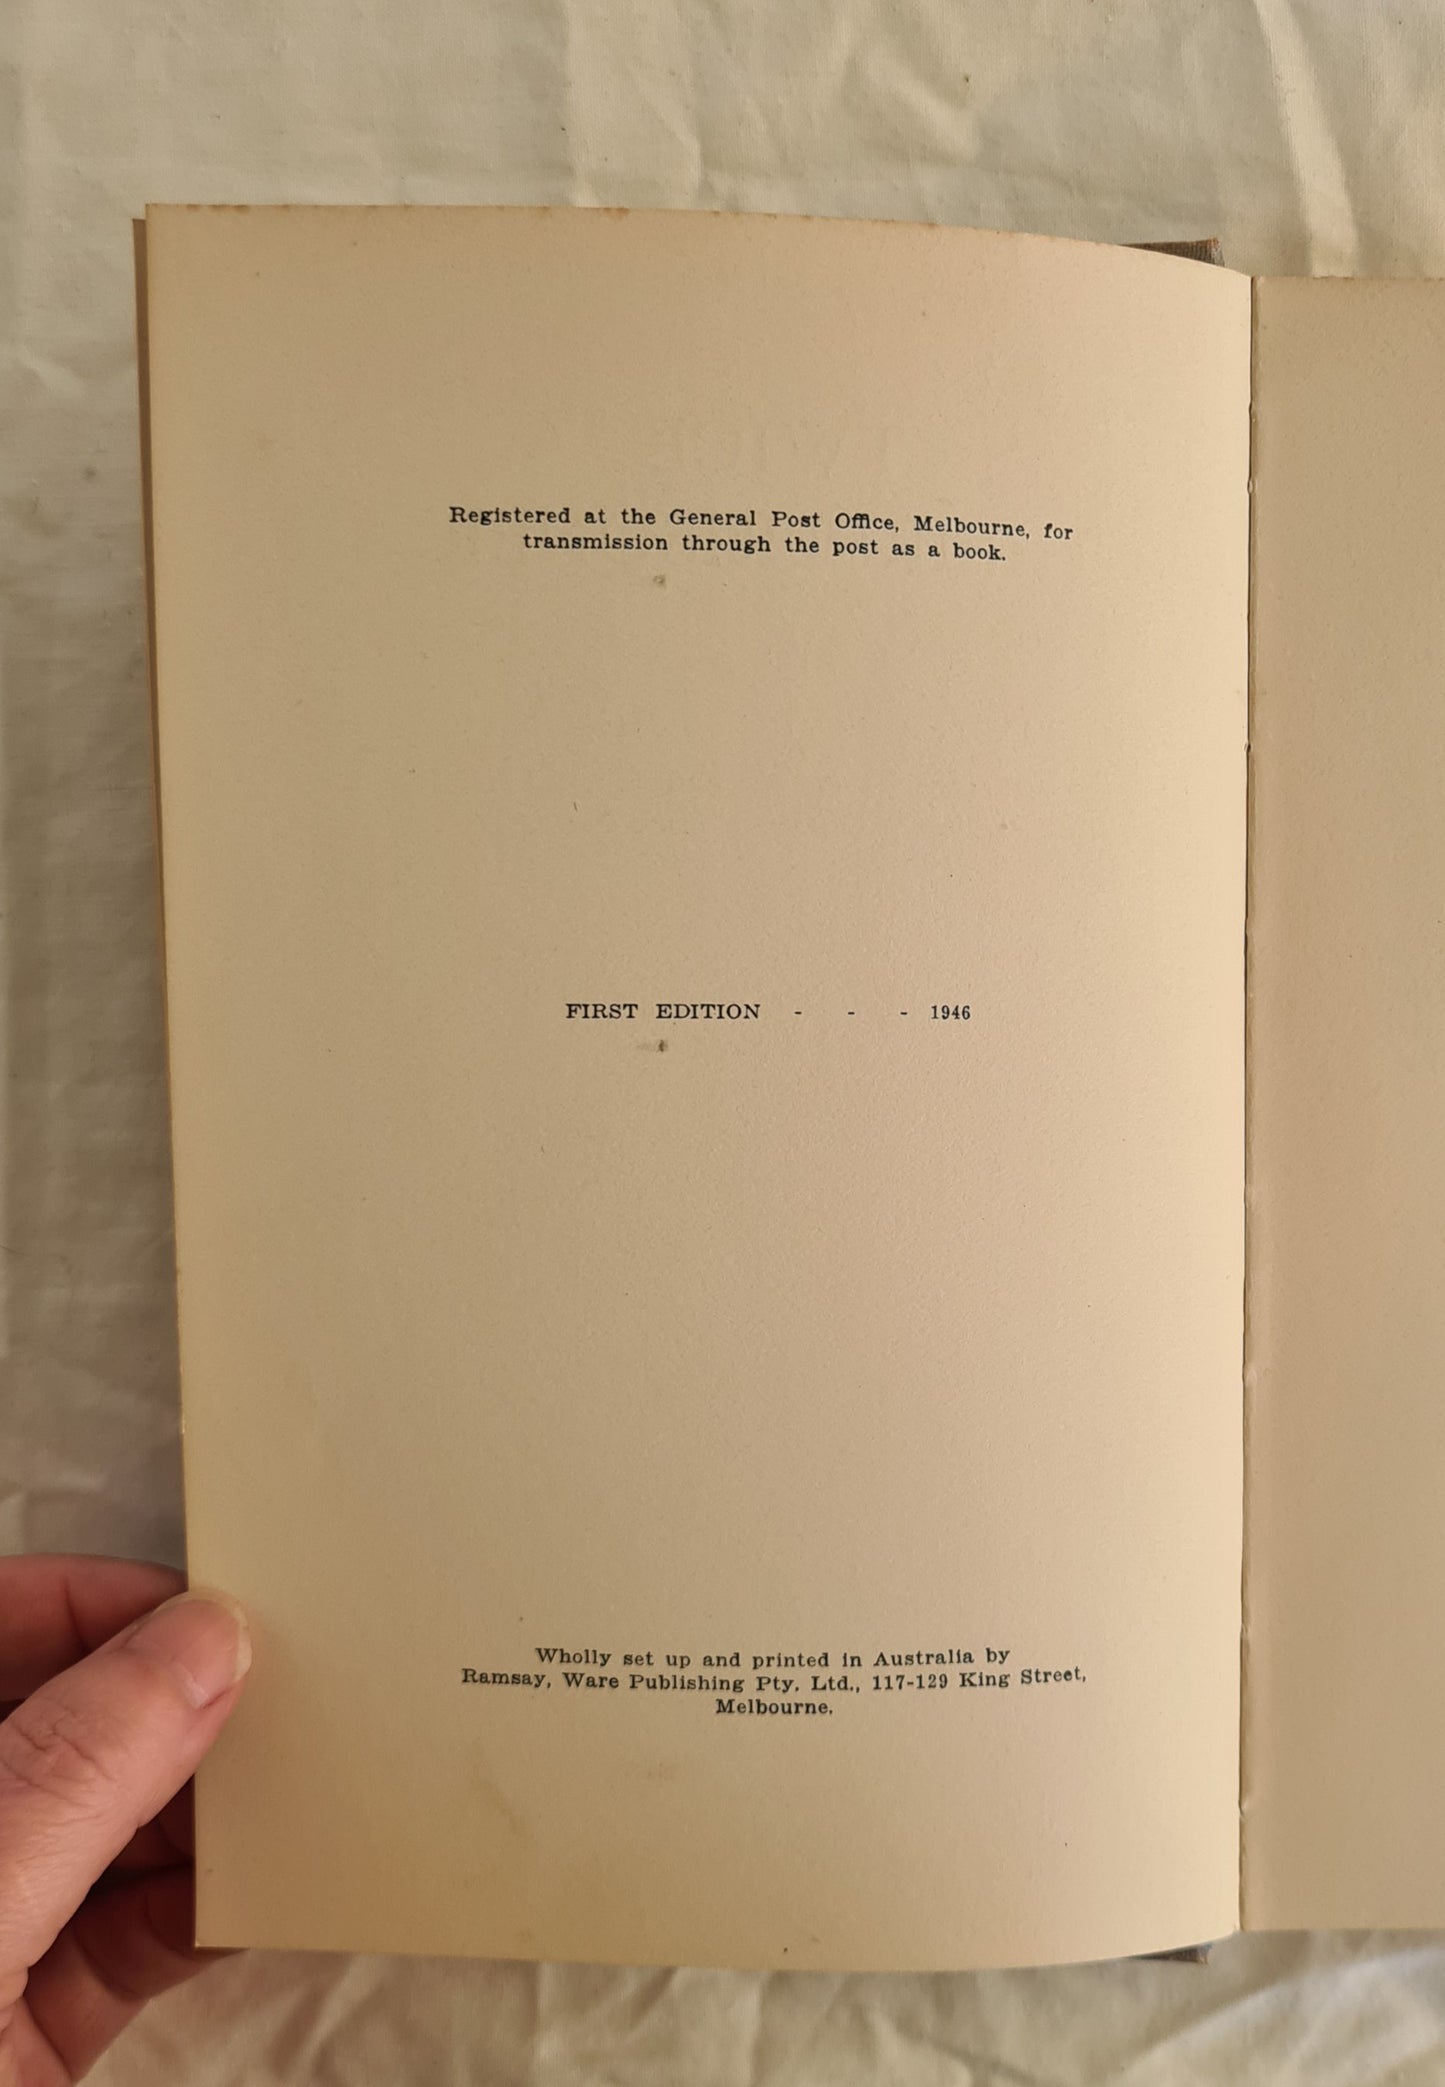 Registered at the General Post Office, Melbourne, for
transmission through the post as a book.
FIRST EDITION - - - 1946
Wholly set up and printed in Australia by
Ramsay, Ware Publishing Pty. Ltd., 117-129 King Street,
Melbourne.